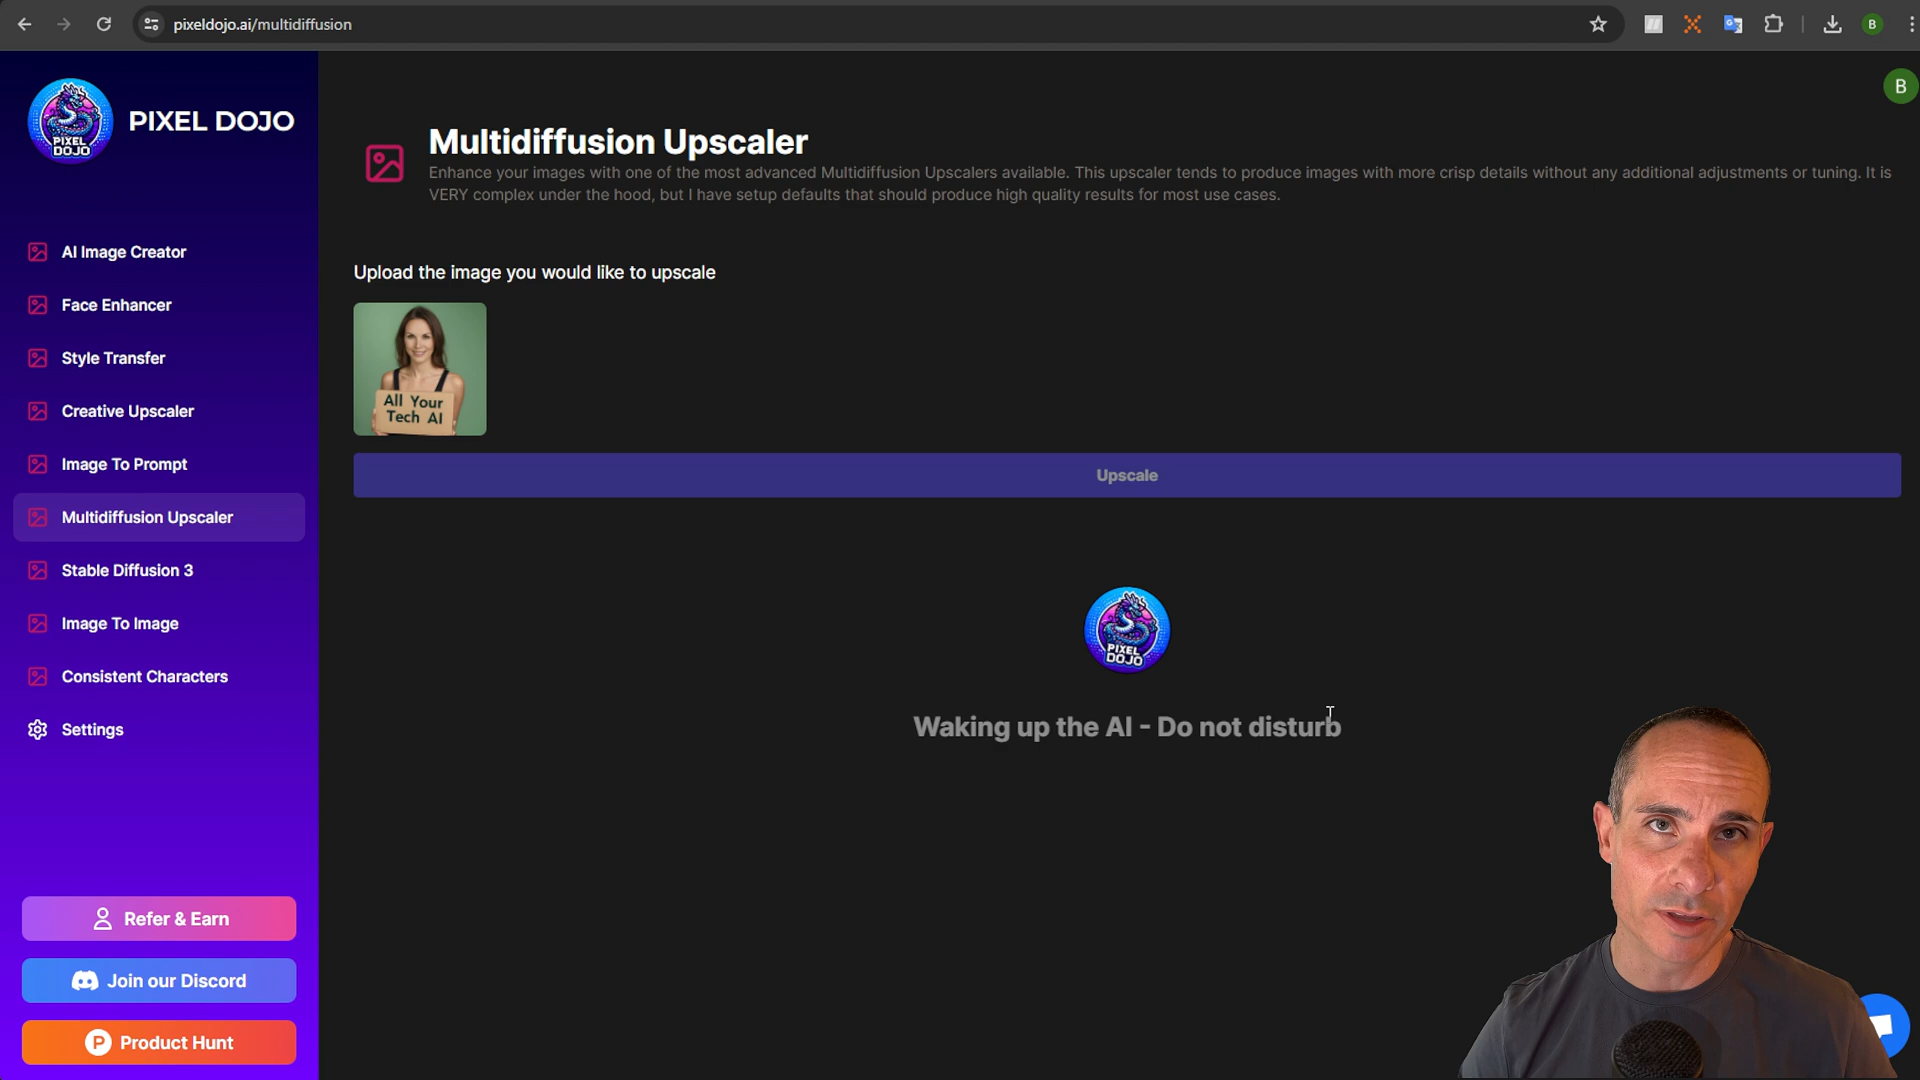 pixeldojo.ai/multidiffusion
B
PIXEL
DOJO
PIXEL DOJO
B
Multidiffusion Upscaler
Enhance your images with one of the most advanced Multidiffusion Upscalers available. This upscaler tends to produce images with more crisp details without any additional adjustments or tuning. It is
VERY complex under the hood, but I have setup defaults that should produce high quality results for most use cases.
AI Image Creator
Face Enhancer
Style Transfer
Creative Upscaler
Image To Prompt
Multidiffusion Upscaler
Stable Diffusion 3
Image To Image
Consistent Characters
Settings
Refer & Earn
Join our Discord
P Product Hunt
Upload the image you would like to upscale
All Your
Tech AI
Upscale
PIXEL
DOJO
Waking up the AI - Do not disturb